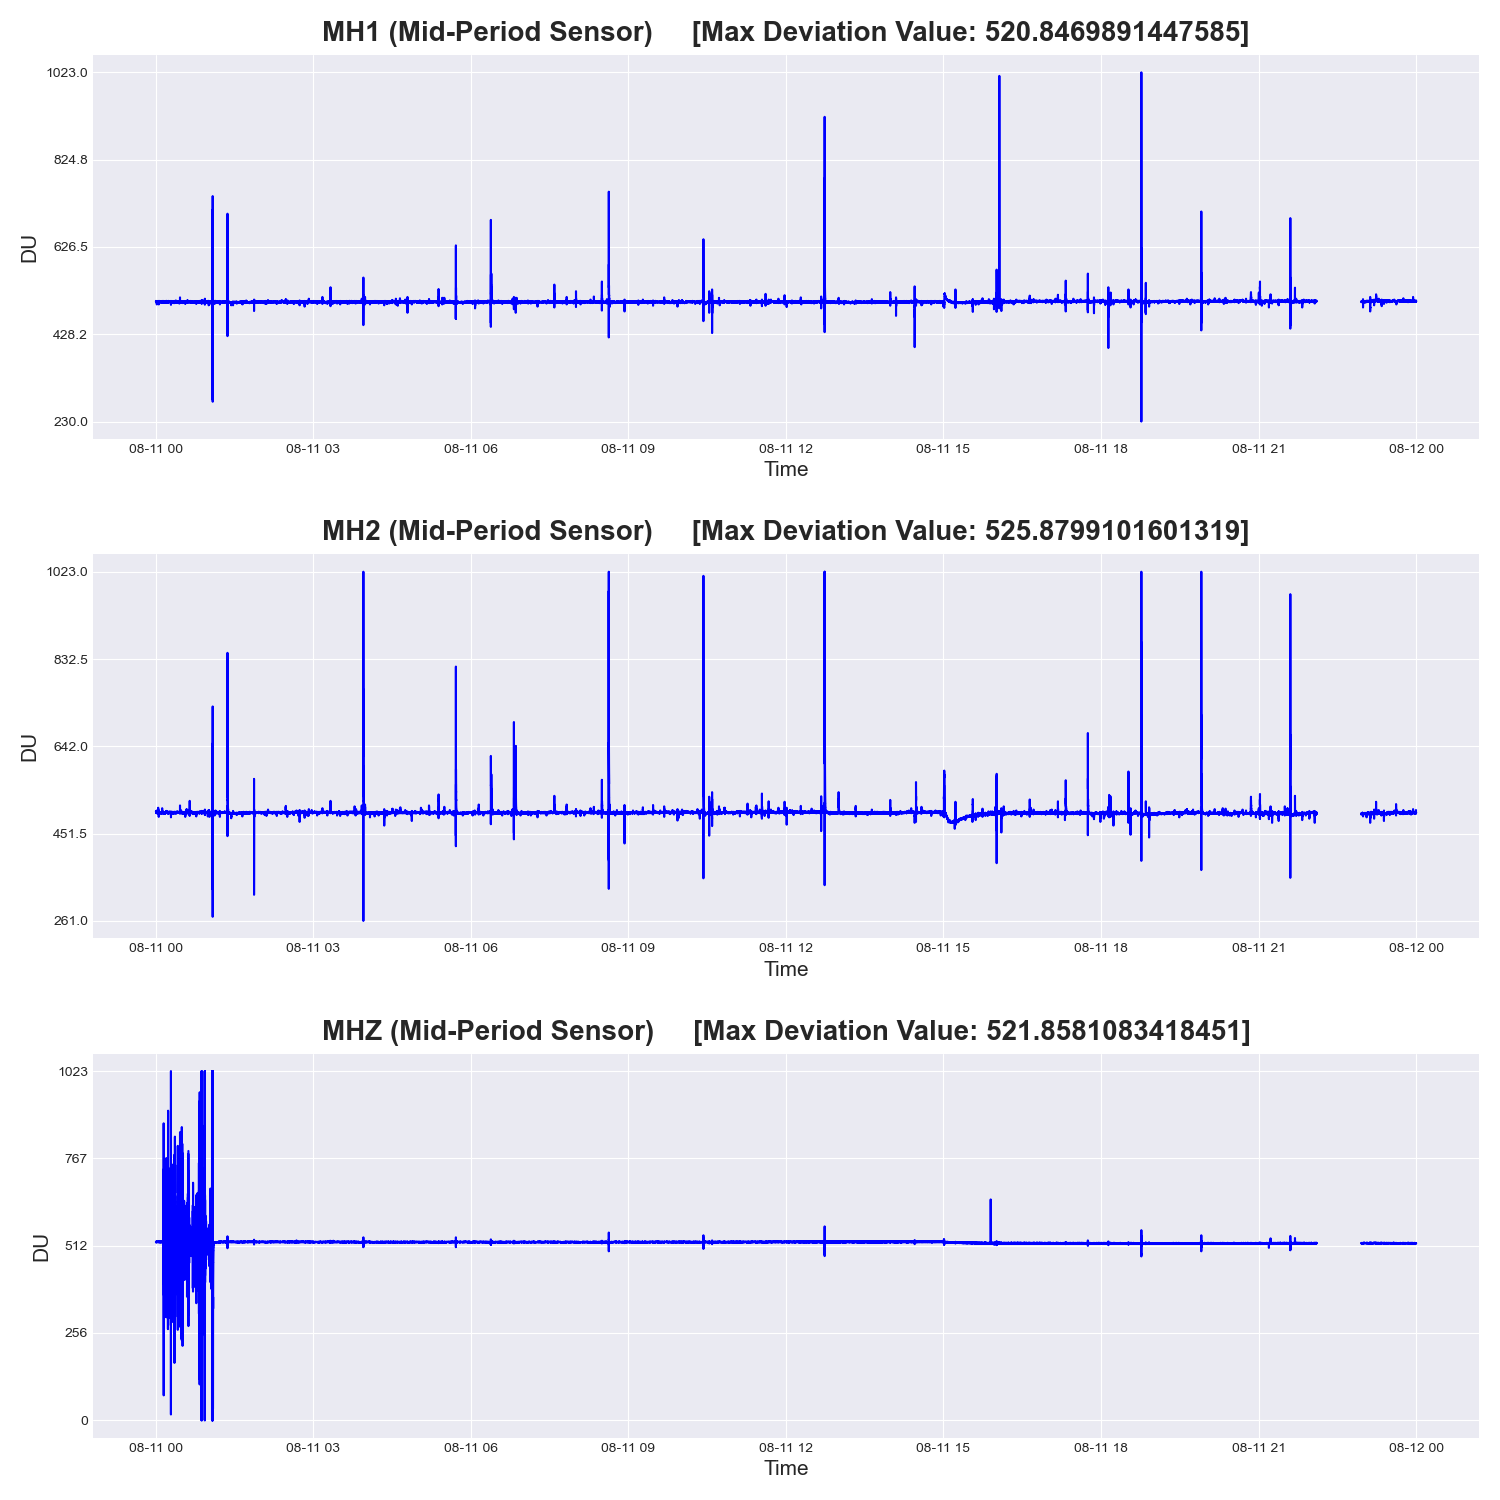 MH1 (Mid-Period Sensor) [Max Deviation Value: 520.8469891447585]
1023.0
824.8
626.5
428.2
230.0
DU
08-11 00 08-11 03 08-11 06 08-11 09 08-11 12 08-11 15 08-11 18 08-11 21 08-12 00
Time
MH2 (Mid-Period Sensor) [Max Deviation Value: 525.8799101601319]
1023.0
832.5
642.0
451.5
261.0
DU
08-11 00 08-11 03 08-11 06 08-11 09 08-11 12 08-11 15 08-11 18 08-11 21 08-12 00
Time
MHZ (Mid-Period Sensor) [Max Deviation Value: 521.8581083418451]
1023
767
512
256
0
DU
08-11 00 08-11 03 08-11 06 08-11 09 08-11 12 08-11 15 08-11 18 08-11 21 08-12 00
Time